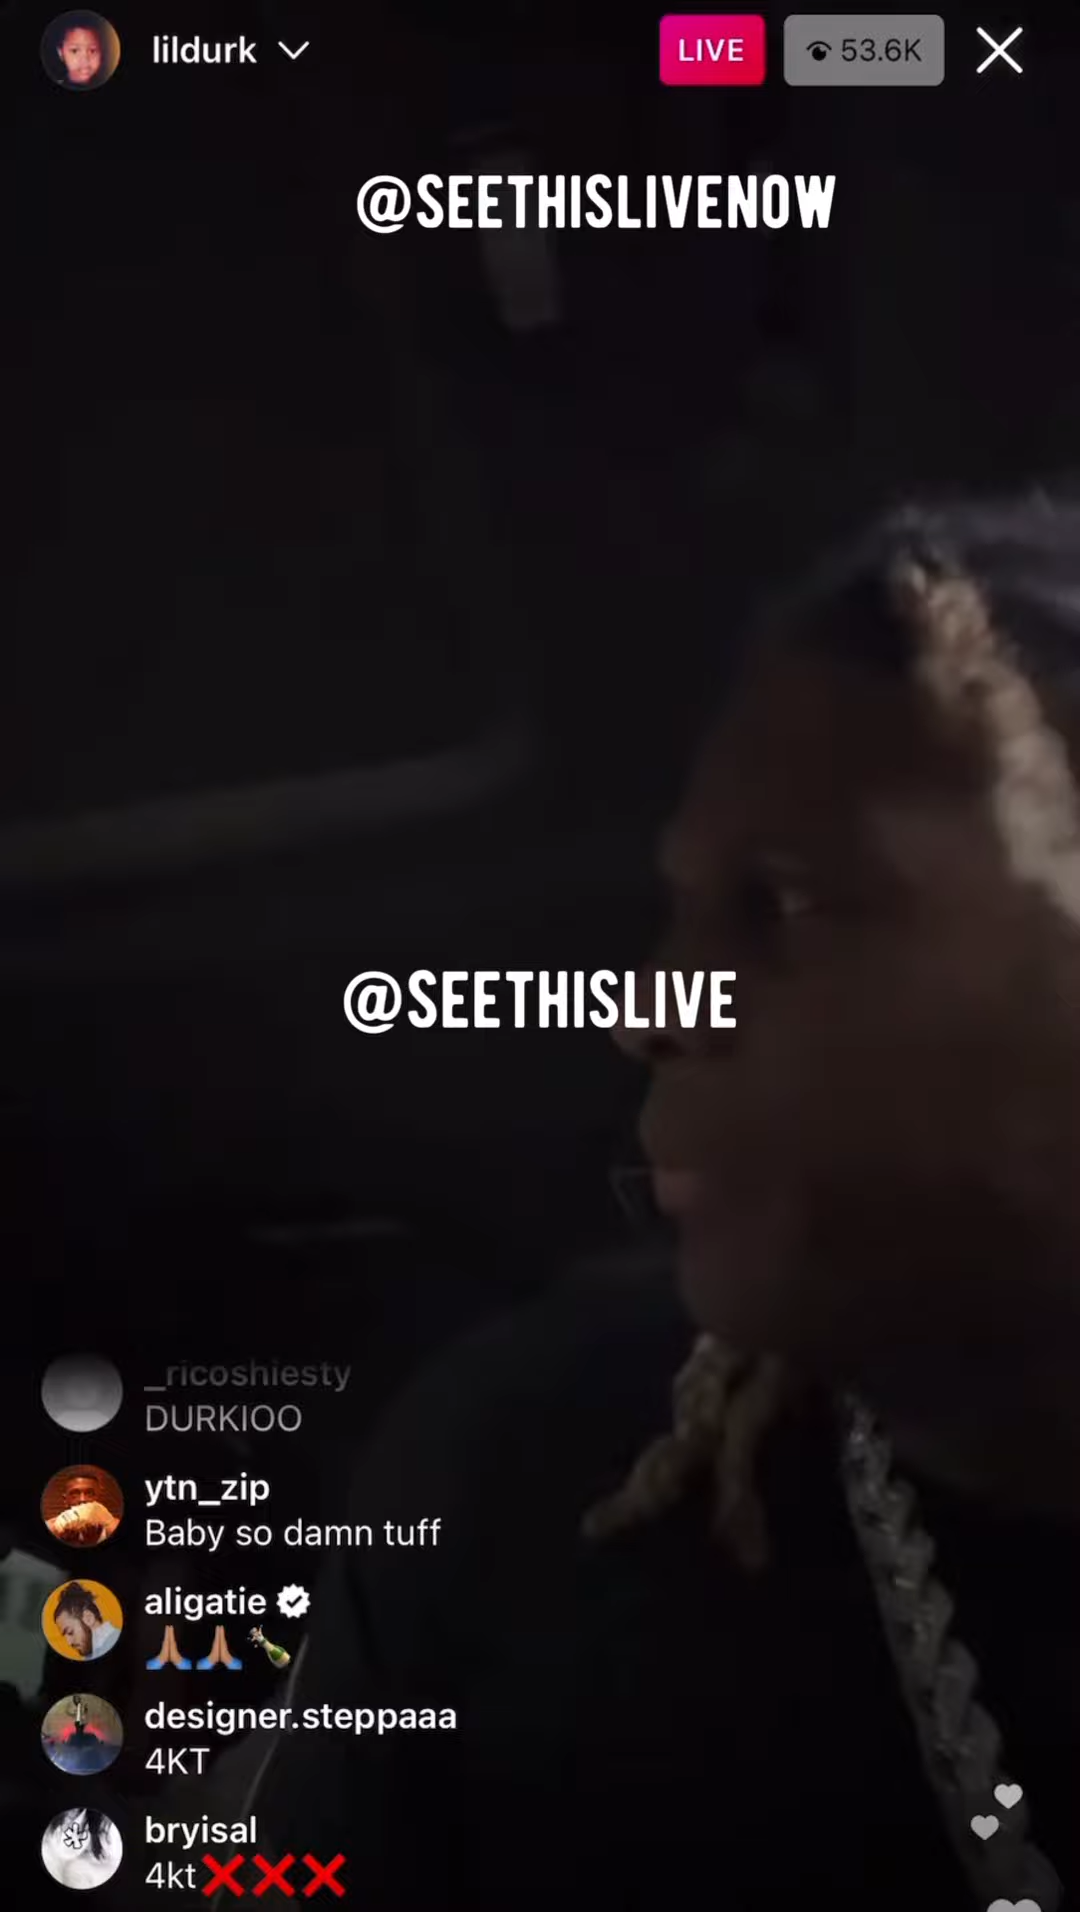 lildurk
LIVE
53.6K
@SEETHISLIVENOW
@SEETHISLIVE
_ricoshiesty
DURKIOO
ytn_zip
Baby so damn tuff
aligatie
🙏🏽🙏🏽🍾
designer.steppaaa
4KT
bryisal
4kt❌❌❌